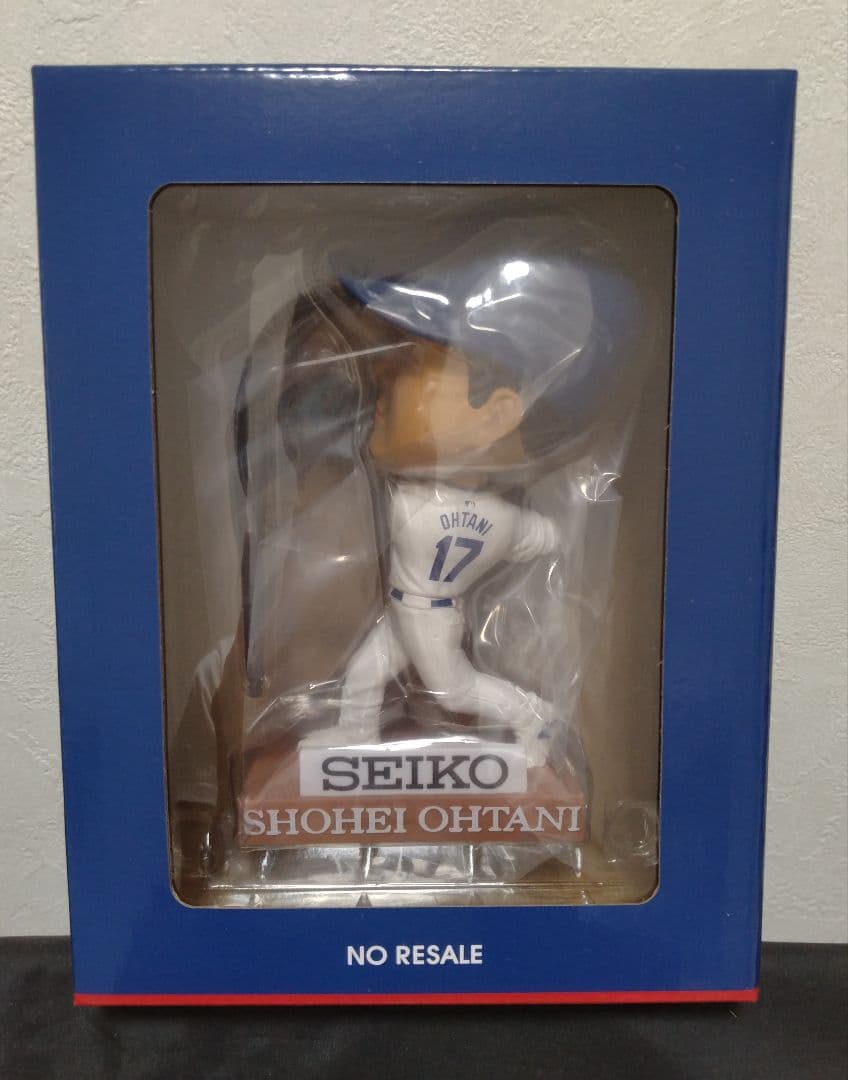 OHTANI
17
SEIKO
SHOHEI OHTANI
NO RESALE